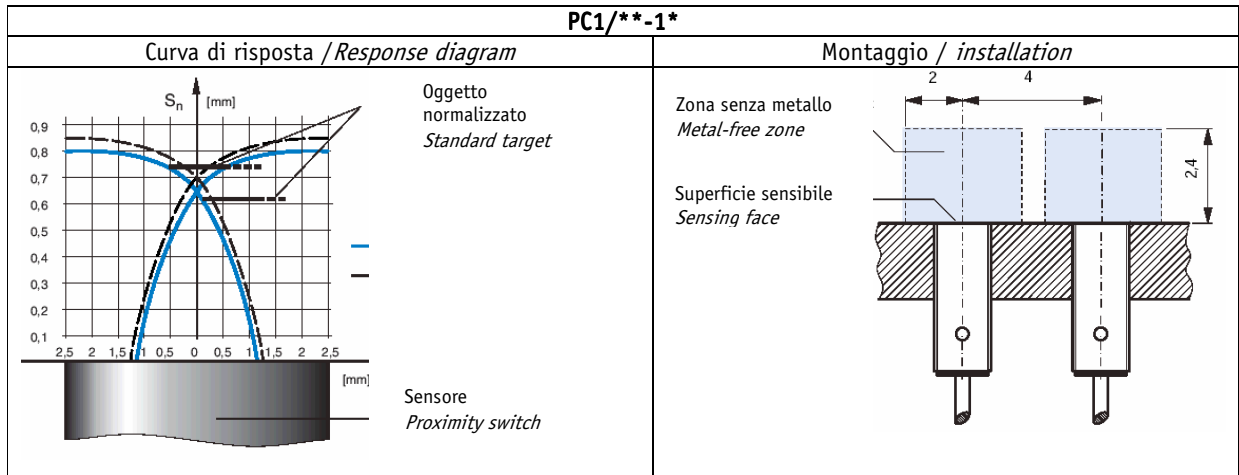 PC1/**-1*
Curva di risposta / Response diagram
Montaggio / installation
Sn [mm]
0,9
0,8
0,7
0,6
0,5
0,4
0,3
0,2
0,1
2,5 2 1,5 1 0,5 0 0,5 1 1,5 2 2,5
[mm]
Oggetto
normalizzato
Standard target
Sensore
Proximity switch
2 4
Zona senza metallo
Metal-free zone
2,4
Superficie sensibile
Sensing face